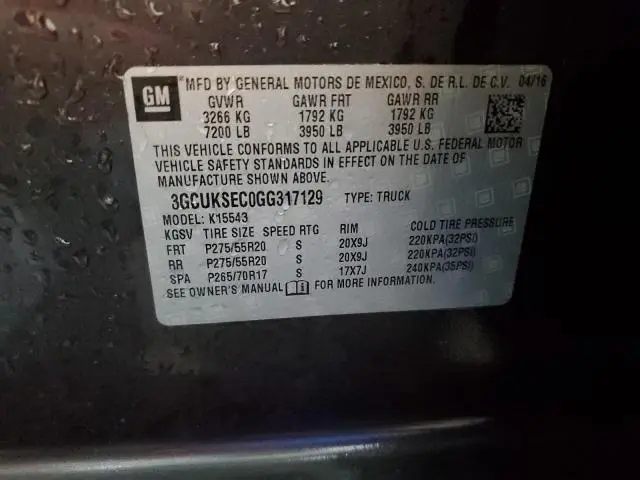 GM
MFD BY GENERAL MOTORS DE MEXICO, S. DE R.L. DE C.V. 04/16
GVWR GAWR FRT GAWR RR
3266 KG 1792 KG 1792 KG
7200 LB 3950 LB 3950 LB
THIS VEHICLE CONFORMS TO ALL APPLICABLE U.S. FEDERAL MOTOR
VEHICLE SAFETY STANDARDS IN EFFECT ON THE DATE OF
MANUFACTURE SHOWN ABOVE.
3GCUKSEC0GG317129 TYPE: TRUCK
MODEL: K15543
KGSV TIRE SIZE SPEED RTG RIM COLD TIRE PRESSURE
FRT P275/55R20 S 20X9J 220KPA(32PSI)
RR P275/55R20 S 20X9J 220KPA(32PSI)
SPA P265/70R17 S 17X7J 240KPA(35PSI)
SEE OWNER'S MANUAL FOR MORE INFORMATION.